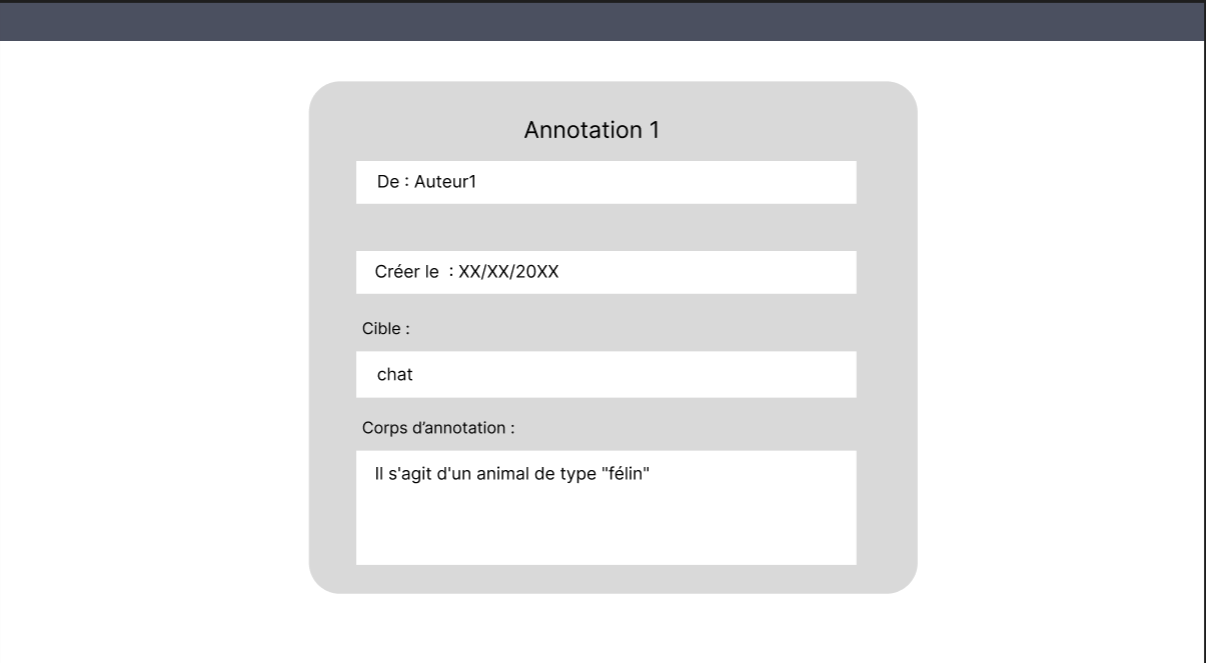 Annotation 1
De : Auteur1
Créer le  : XX/XX/20XX
Cible :
chat
Corps d’annotation :
Il s'agit d'un animal de type "félin"